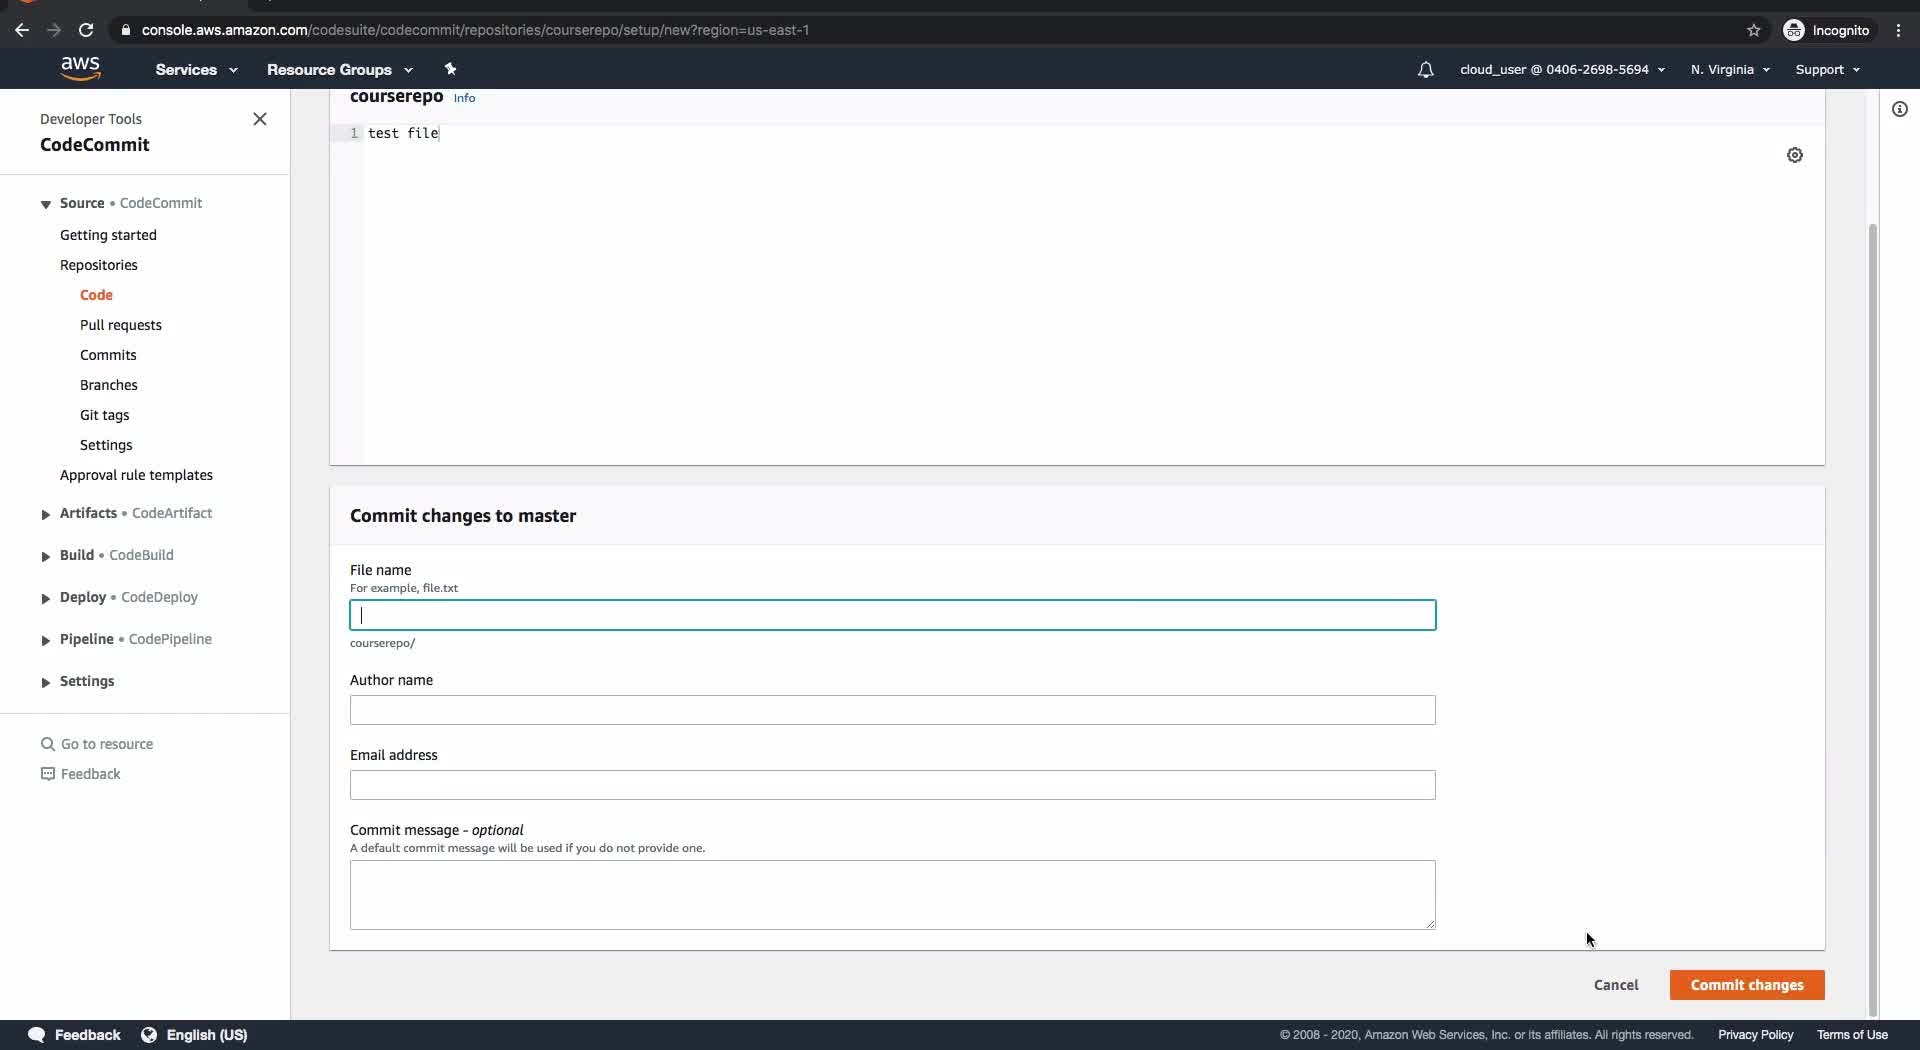 console.aws.amazon.com/codesuite/codecommit/repositories/courserepo/setup/new?region=us-east-1
Incognito
aws
Services
Resource Groups
cloud_user @ 0406-2698-5694
N. Virginia
Support
Developer Tools
CodeCommit
Source • CodeCommit
Getting started
Repositories
Code
Pull requests
Commits
Branches
Git tags
Settings
Approval rule templates
Artifacts • CodeArtifact
Build • CodeBuild
Deploy • CodeDeploy
Pipeline • CodePipeline
Settings
Go to resource
Feedback
courserepo Info
1 test file
Commit changes to master
File name
For example, file.txt
courserepo/
Author name
Email address
Commit message - optional
A default commit message will be used if you do not provide one.
Cancel
Commit changes
Feedback
English (US)
© 2008 - 2020, Amazon Web Services, Inc. or its affiliates. All rights reserved.
Privacy Policy
Terms of Use